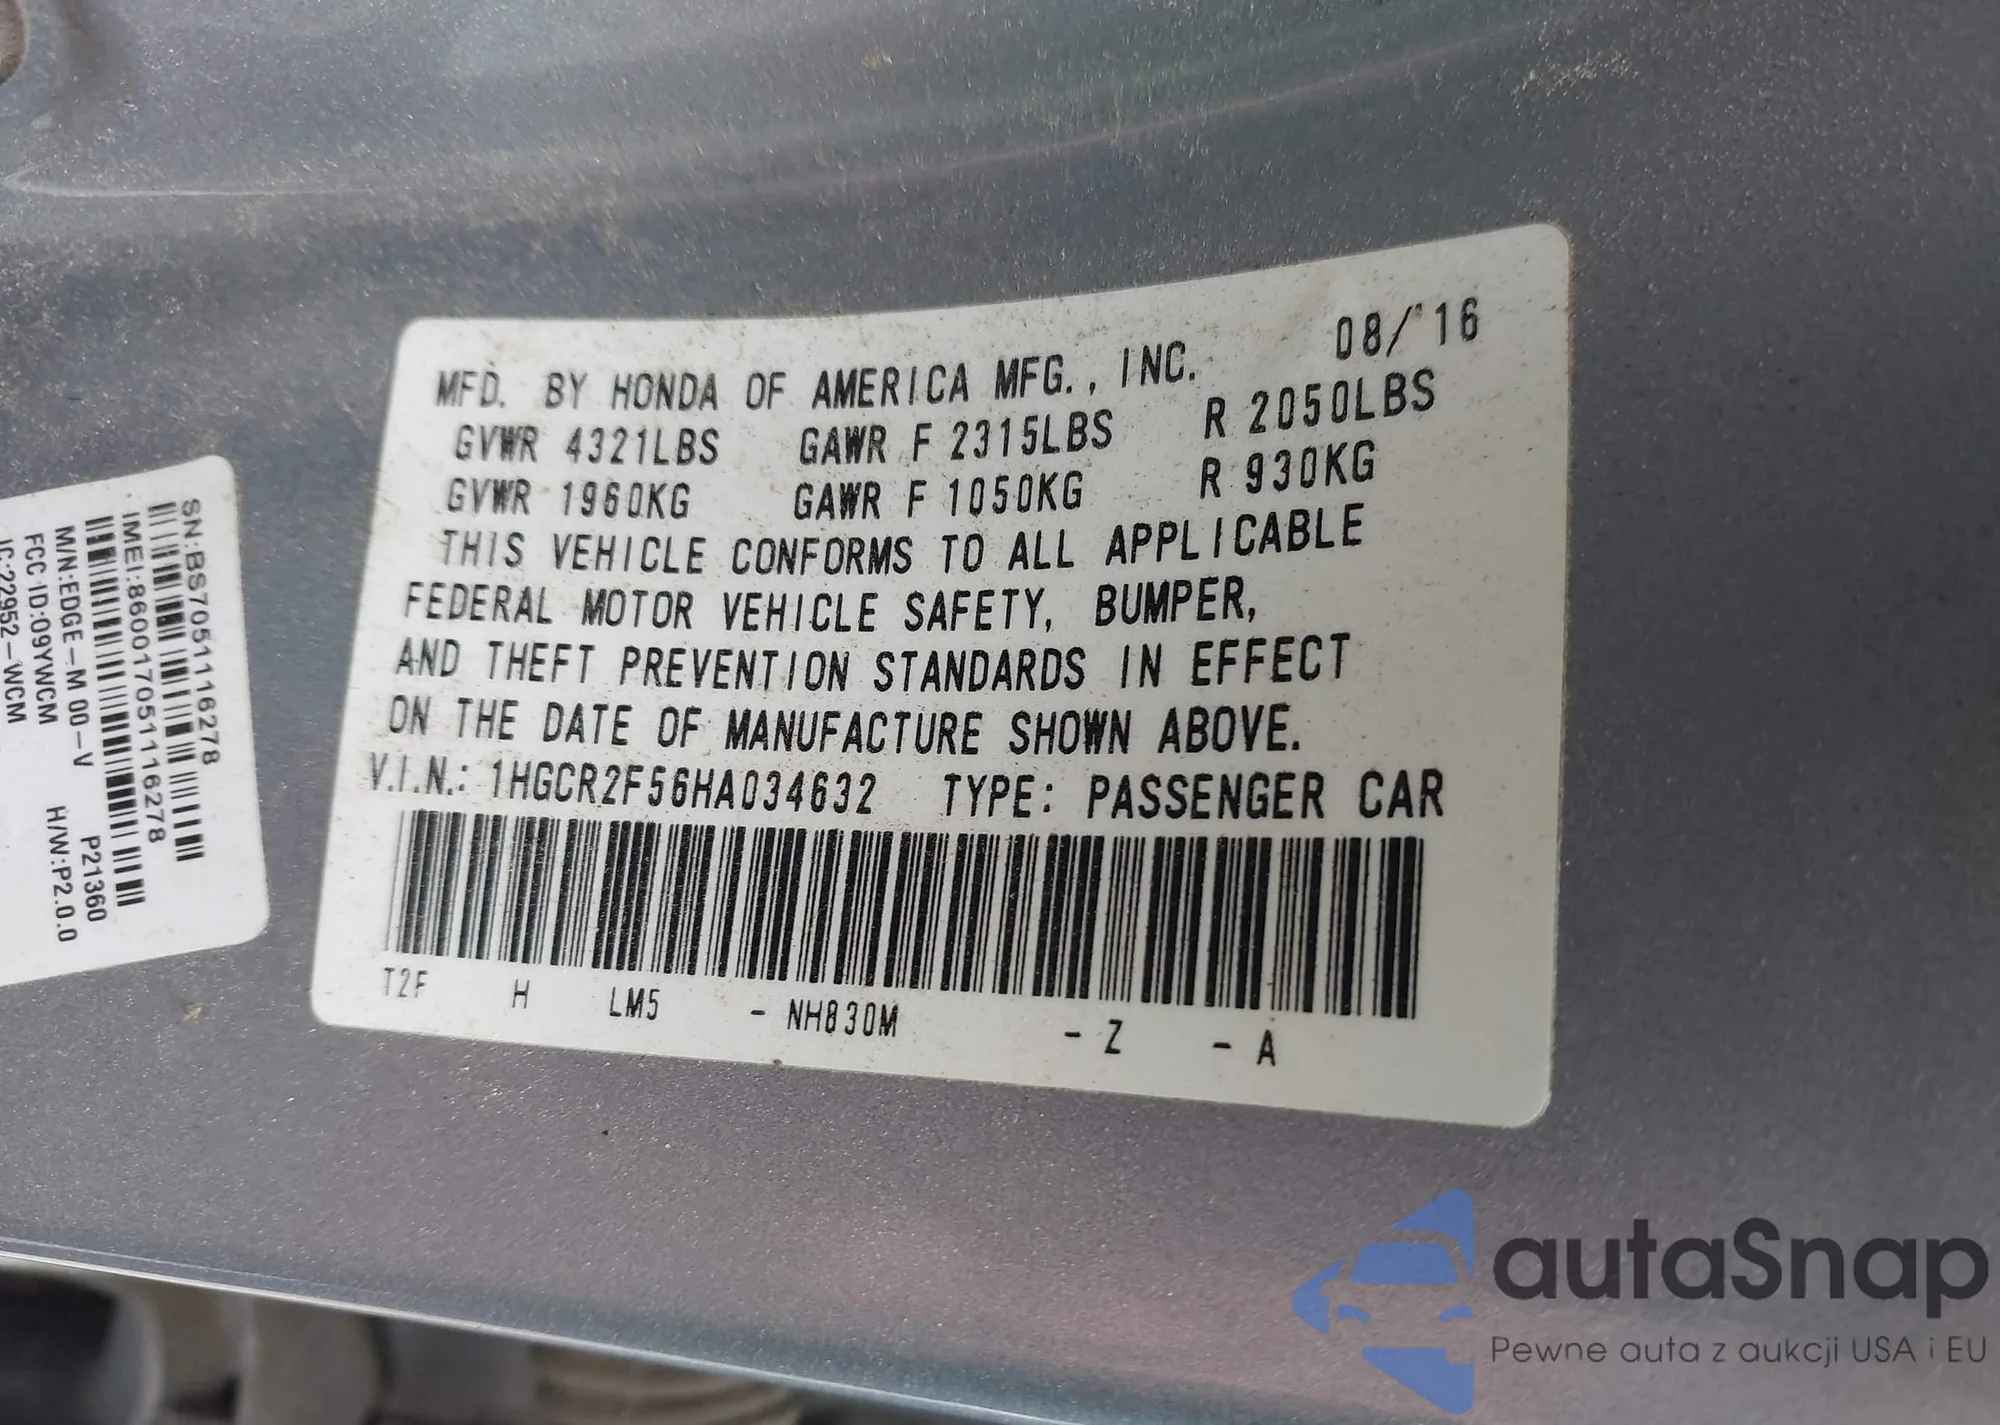 MFD. BY HONDA OF AMERICA MFG., INC. 08/'16
GVWR 4321LBS GAWR F 2315LBS R 2050LBS
GVWR 1960KG GAWR F 1050KG R 930KG
THIS VEHICLE CONFORMS TO ALL APPLICABLE
FEDERAL MOTOR VEHICLE SAFETY, BUMPER,
AND THEFT PREVENTION STANDARDS IN EFFECT
ON THE DATE OF MANUFACTURE SHOWN ABOVE.
V.I.N.: 1HGCR2F56HA034632 TYPE: PASSENGER CAR
T2F H LM5 - NH830M - Z - A
SN:BS7051116278
IMEI:860017051116278
M/N:EDGE-M 00-V P21360
FCC ID:09YWCM H/W:P2.0.0
IC:22952-WCM
autaSnap
Pewne auta z aukcji USA i EU